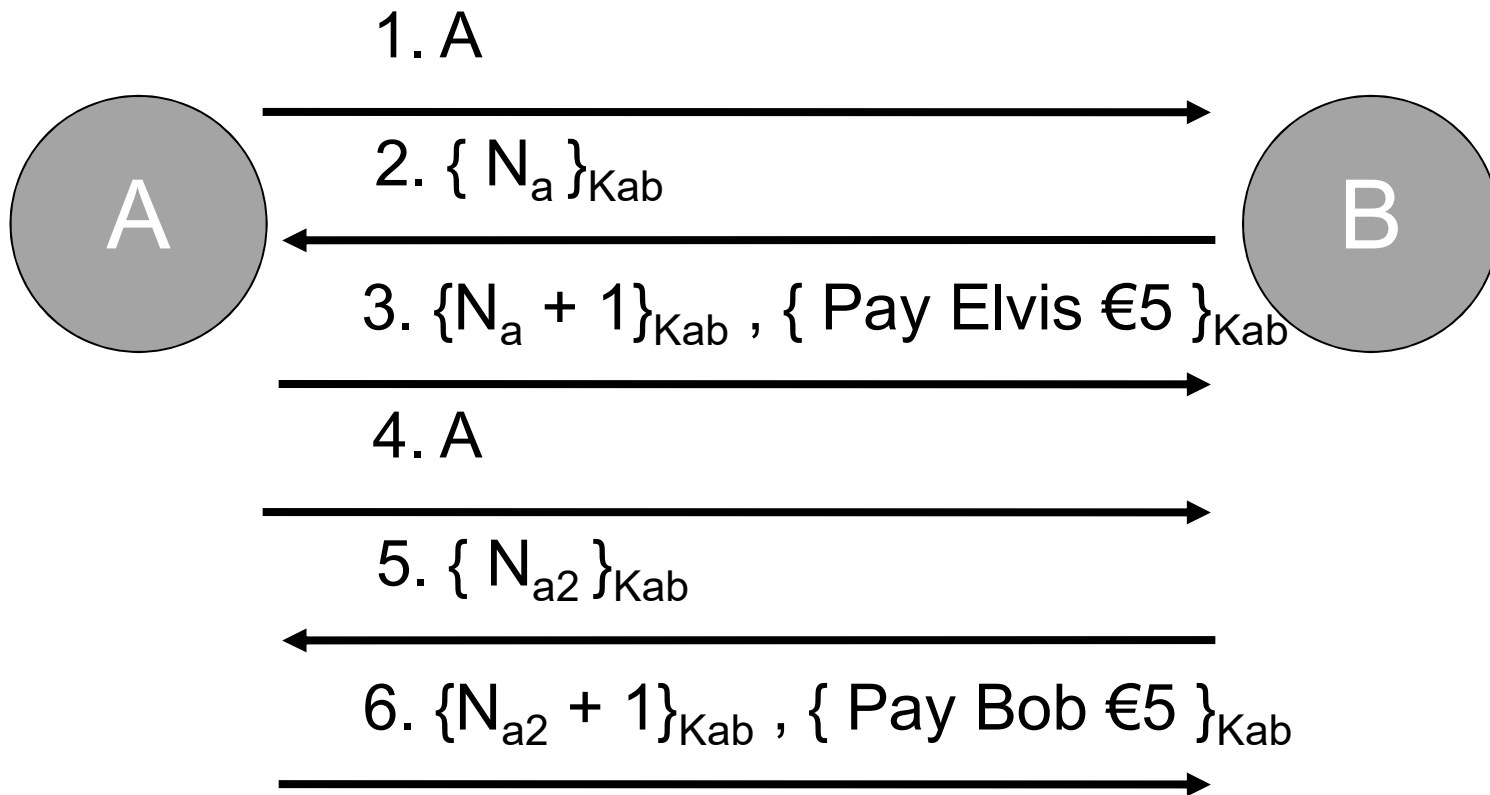 1. A
A
B
2. { Nₐ }Kab
3. {Nₐ + 1}Kab , { Pay Elvis €5 }Kab
4. A
5. { Nₐ₂ }Kab
6. {Nₐ₂ + 1}Kab , { Pay Bob €5 }Kab